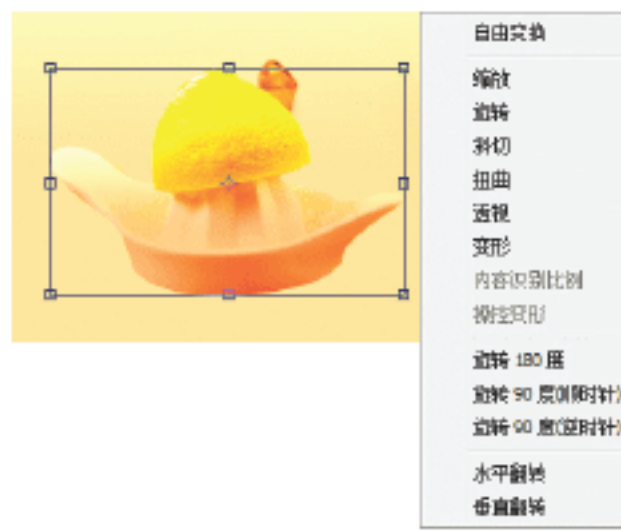 自由变换
缩放
旋转
斜切
扭曲
透视
变形
内容识别比例
操控变形
旋转 180 度
旋转 90 度(顺时针)
旋转 90 度(逆时针)
水平翻转
垂直翻转